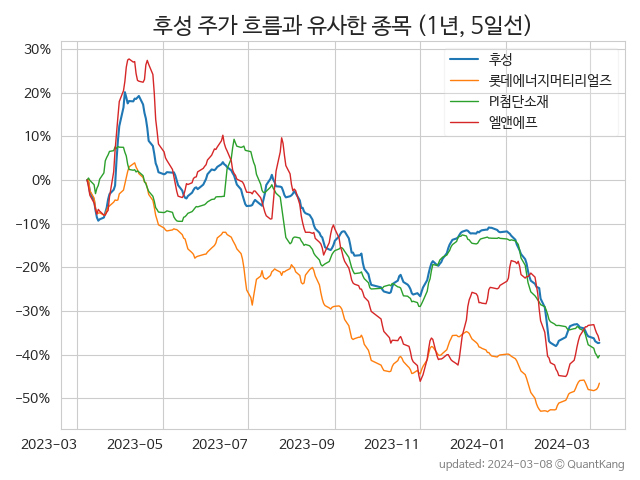 후성 주가 흐름과 유사한 종목 (1년, 5일선)
30%
20%
10%
0%
−10%
−20%
−30%
−40%
−50%
후성
롯데에너지머티리얼즈
PI첨단소재
엘앤에프
2023-03
2023-05
2023-07
2023-09
2023-11
2024-01
2024-03
updated: 2024-03-08 © QuantKang